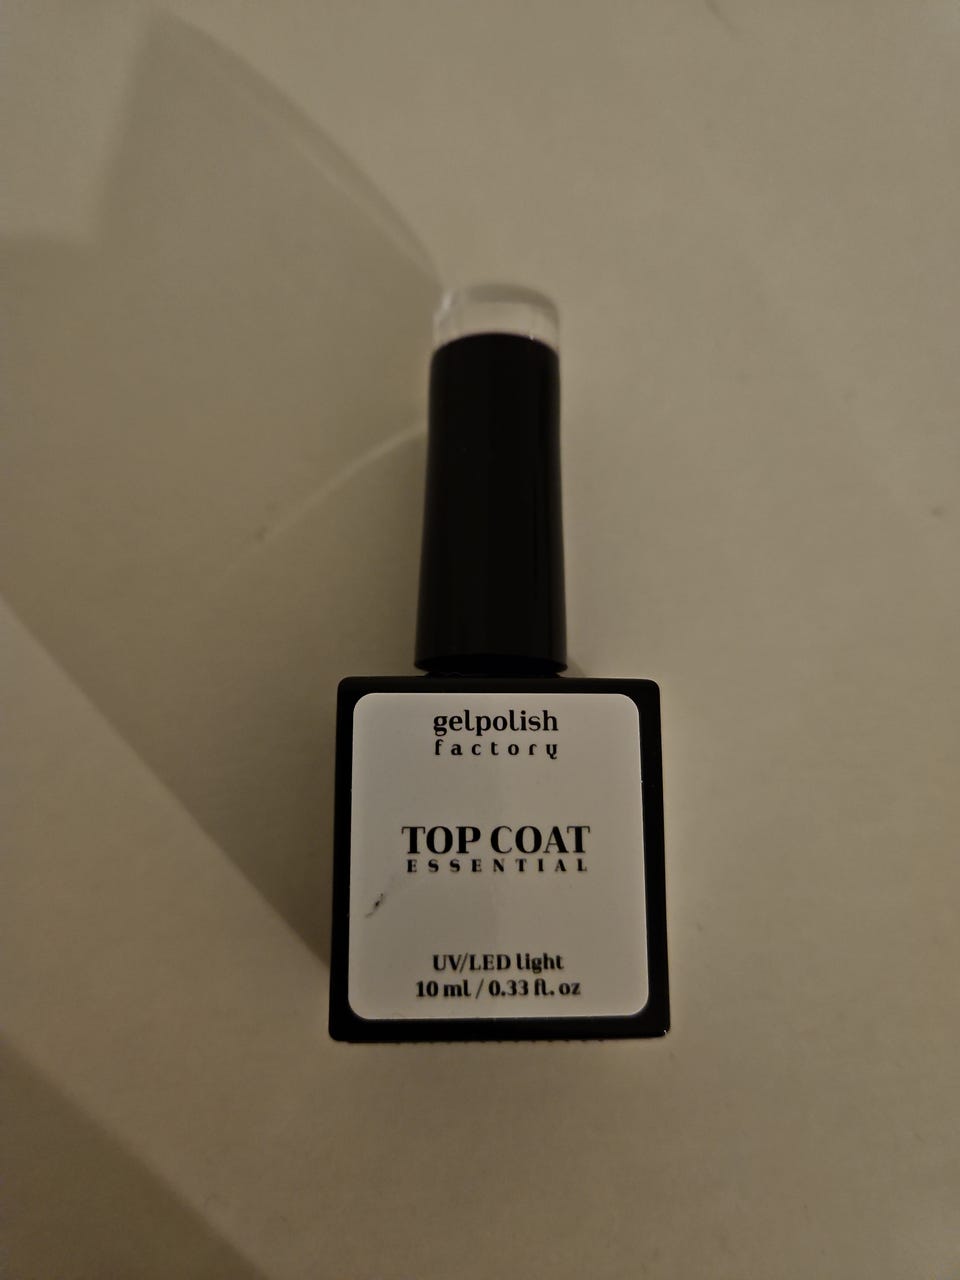 gelpolish
factory
TOP COAT
ESSENTIAL
UV/LED light
10 ml / 0.33 fl. oz